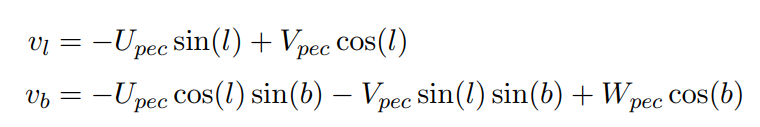 v_l = −U_pec sin(l) + V_pec cos(l)
v_b = −U_pec cos(l) sin(b) − V_pec sin(l) sin(b) + W_pec cos(b)